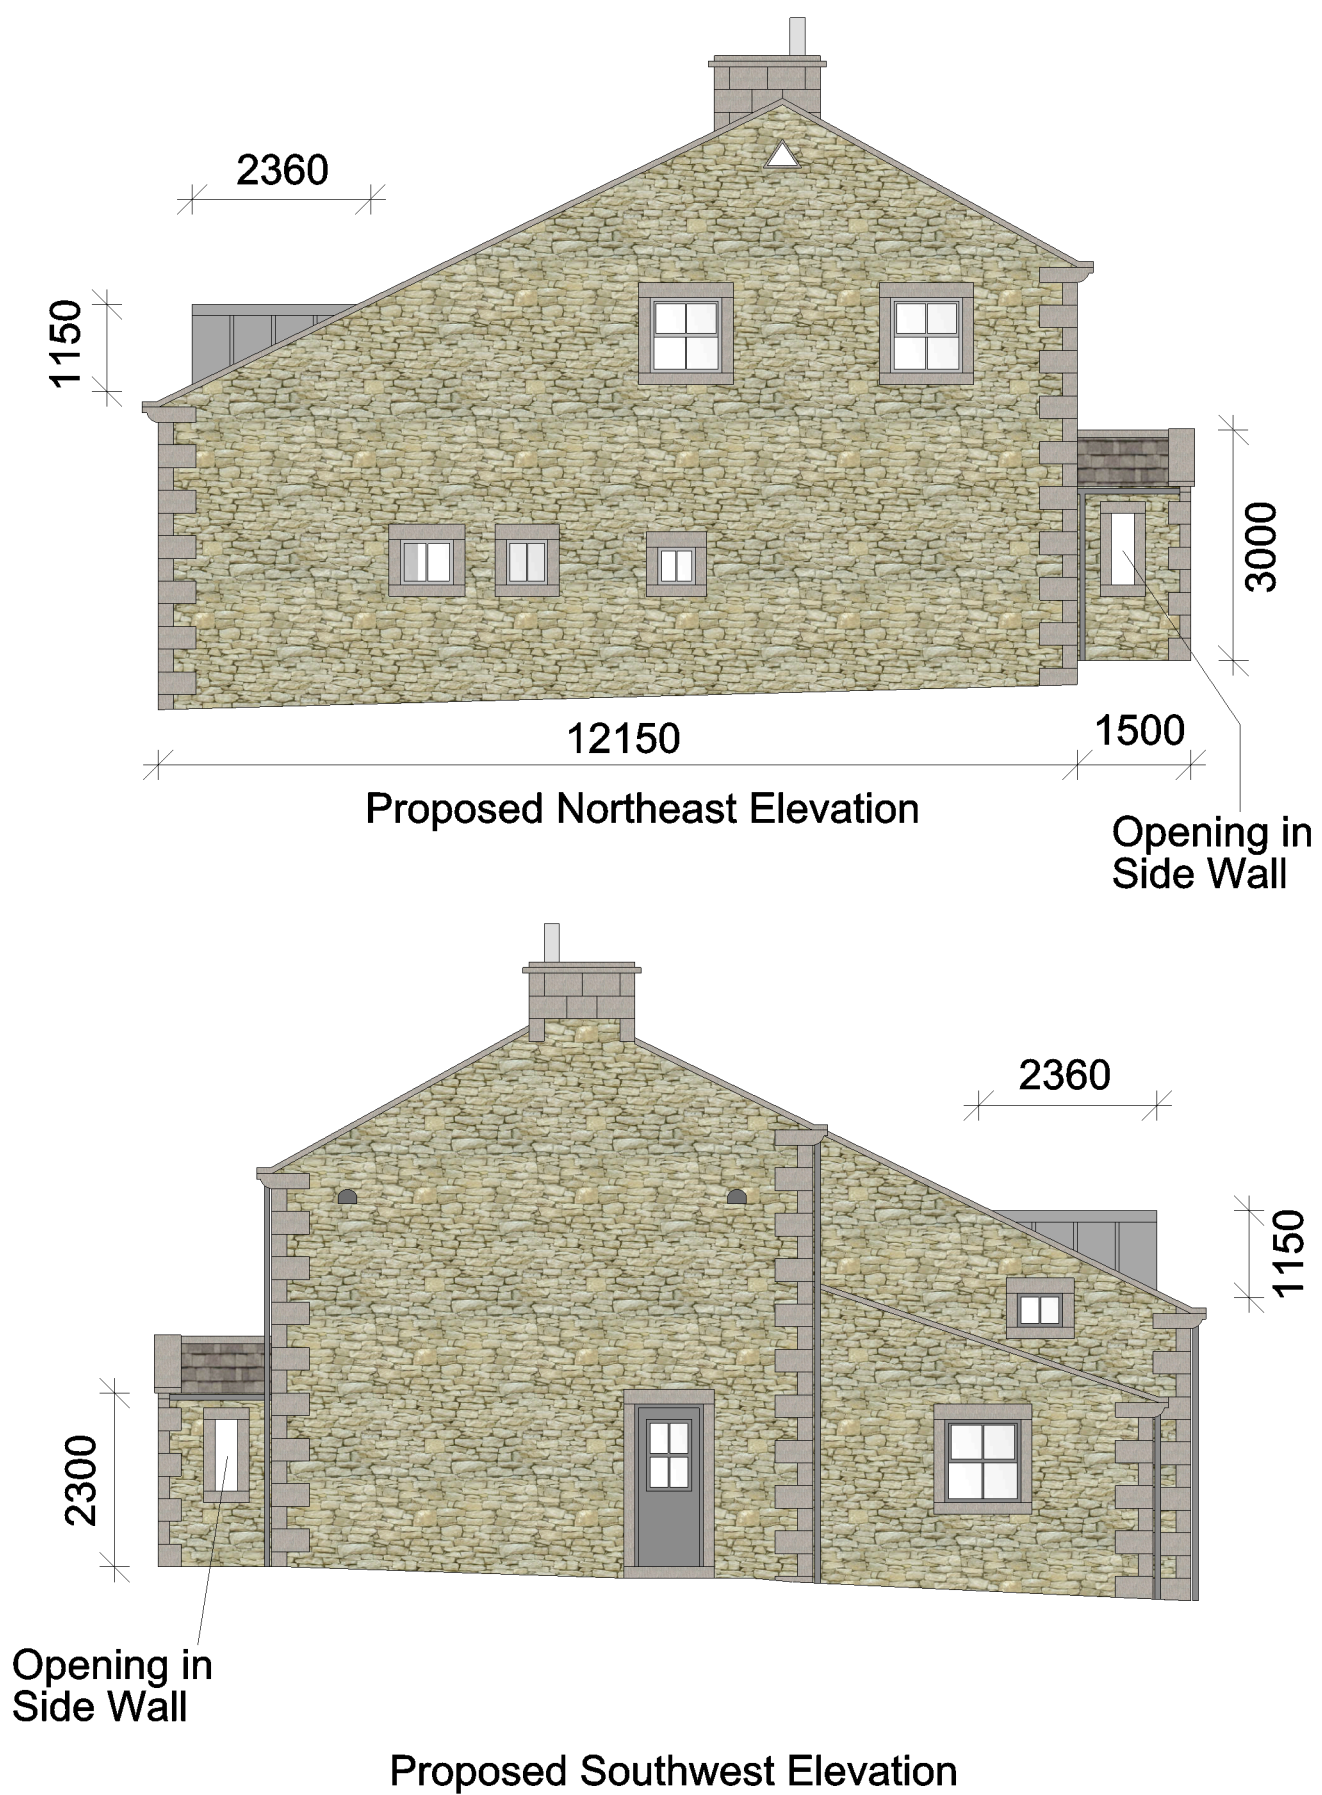 2360
1150
3000
12150
1500
Proposed Northeast Elevation
Opening in
Side Wall
2360
1150
2300
Opening in
Side Wall
Proposed Southwest Elevation